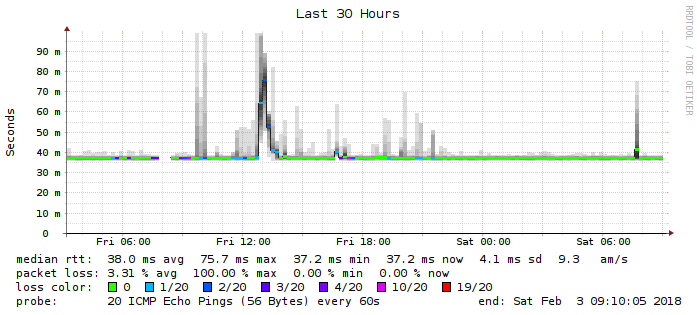 Last 30 Hours
RRDTOOL / TOBI OETIKER
Seconds
90 m
80 m
70 m
60 m
50 m
40 m
30 m
20 m
10 m
0
Fri 06:00 Fri 12:00 Fri 18:00 Sat 00:00 Sat 06:00
median rtt: 38.0 ms avg 75.7 ms max 37.2 ms min 37.2 ms now 4.1 ms sd 9.3 am/s
packet loss: 3.31 % avg 100.00 % max 0.00 % min 0.00 % now
loss color: 0 1/20 2/20 3/20 4/20 10/20 19/20
probe: 20 ICMP Echo Pings (56 Bytes) every 60s end: Sat Feb 3 09:10:05 2018